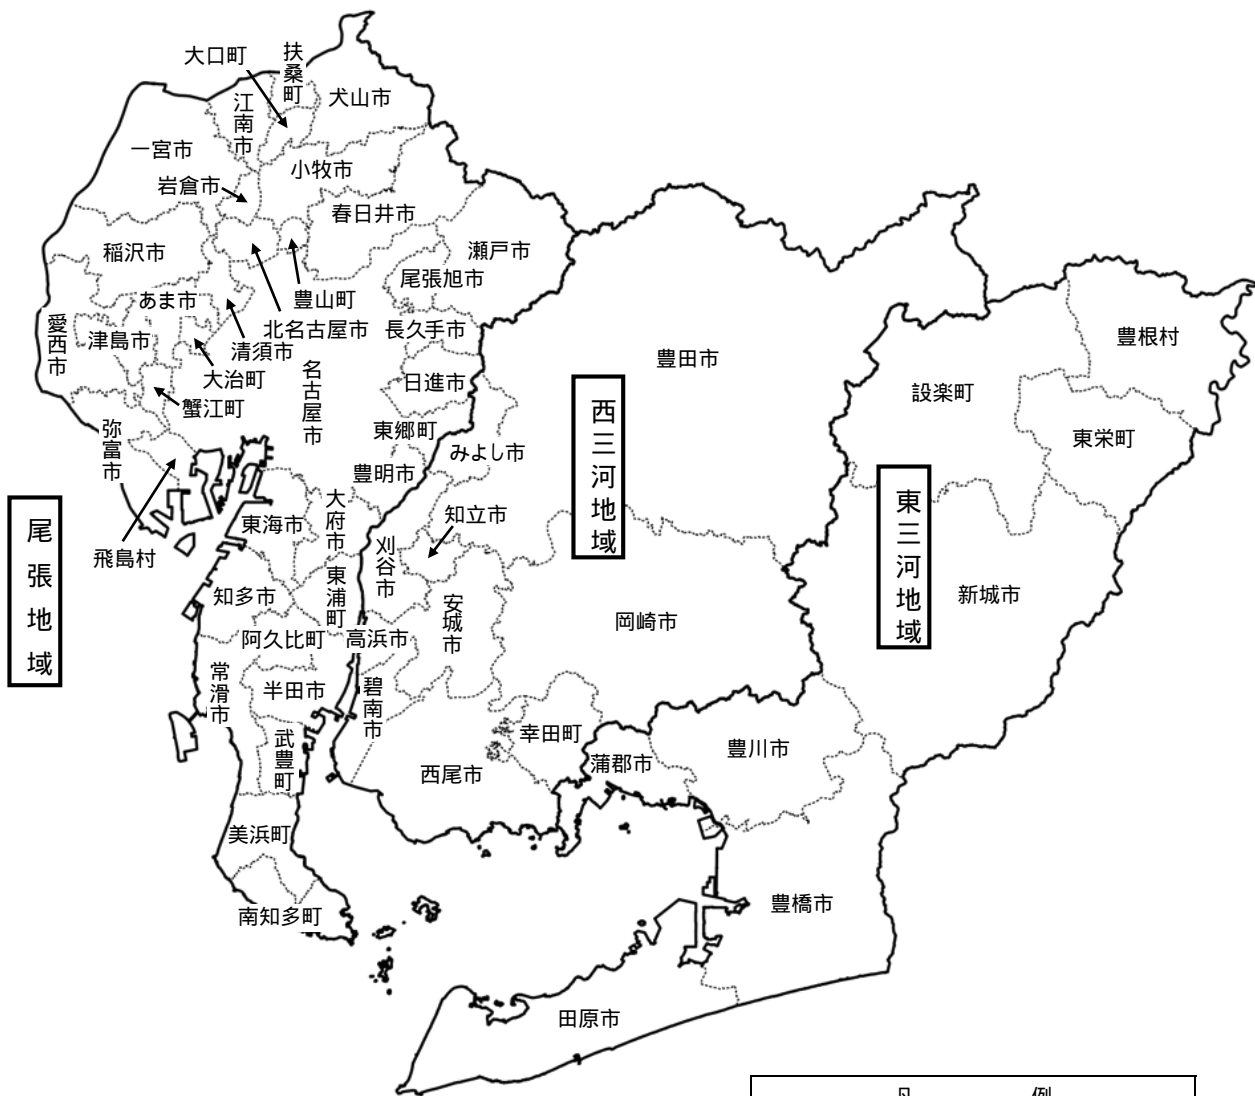 大口町
扶桑町
犬山市
江南市
一宮市
小牧市
岩倉市
春日井市
稲沢市
瀬戸市
尾張旭市
あま市
豊山町
北名古屋市
長久手市
愛西市
津島市
清須市
大治町
名古屋市
日進市
蟹江町
東郷町
みよし市
弥富市
豊明市
豊田市
西三河地域
設楽町
豊根村
東栄町
東三河地域
尾張地域
飛島村
東海市
大府市
知立市
刈谷市
知多市
東浦町
安城市
岡崎市
新城市
阿久比町
高浜市
常滑市
半田市
碧南市
武豊町
幸田町
西尾市
蒲郡市
豊川市
美浜町
南知多町
豊橋市
田原市
凡 例